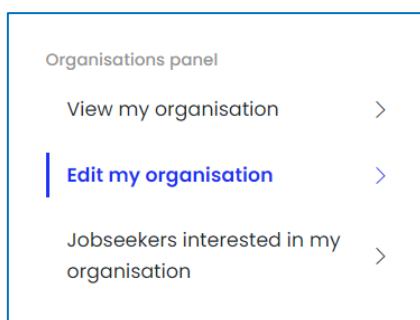 Organisations panel
View my organisation
Edit my organisation
Jobseekers interested in my
organisation